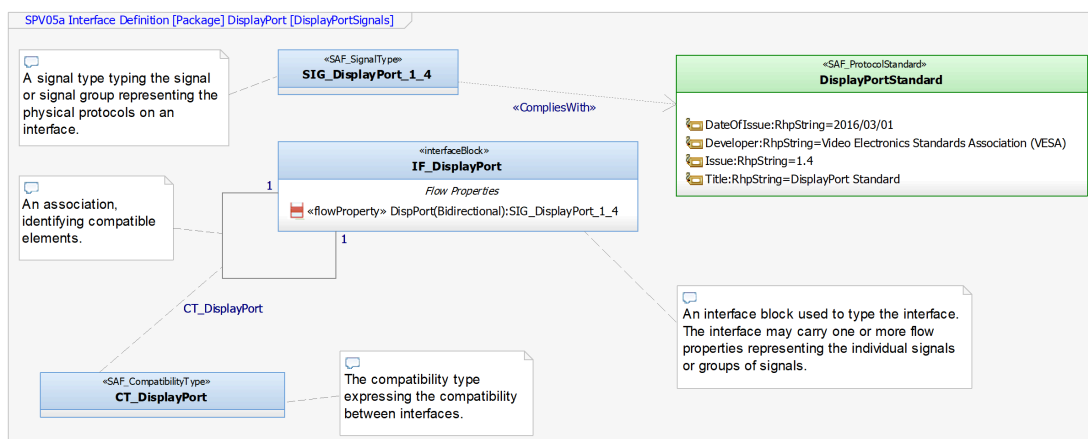 SPV05a Interface Definition [Package] DisplayPort [DisplayPortSignals]
A signal type typing the signal
or signal group representing the
physical protocols on an
interface.
«SAF_SignalType»
SIG_DisplayPort_1_4
«CompliesWith»
«SAF_ProtocolStandard»
DisplayPortStandard
DateOfIssue:RhpString=2016/03/01
Developer:RhpString=Video Electronics Standards Association (VESA)
Issue:RhpString=1.4
Title:RhpString=DisplayPort Standard
«interfaceBlock»
IF_DisplayPort
Flow Properties
«flowProperty» DispPort(Bidirectional):SIG_DisplayPort_1_4
1
1
An association,
identifying compatible
elements.
CT_DisplayPort
An interface block used to type the interface.
The interface may carry one or more flow
properties representing the individual signals
or groups of signals.
«SAF_CompatibilityType»
CT_DisplayPort
The compatibility type
expressing the compatibility
between interfaces.